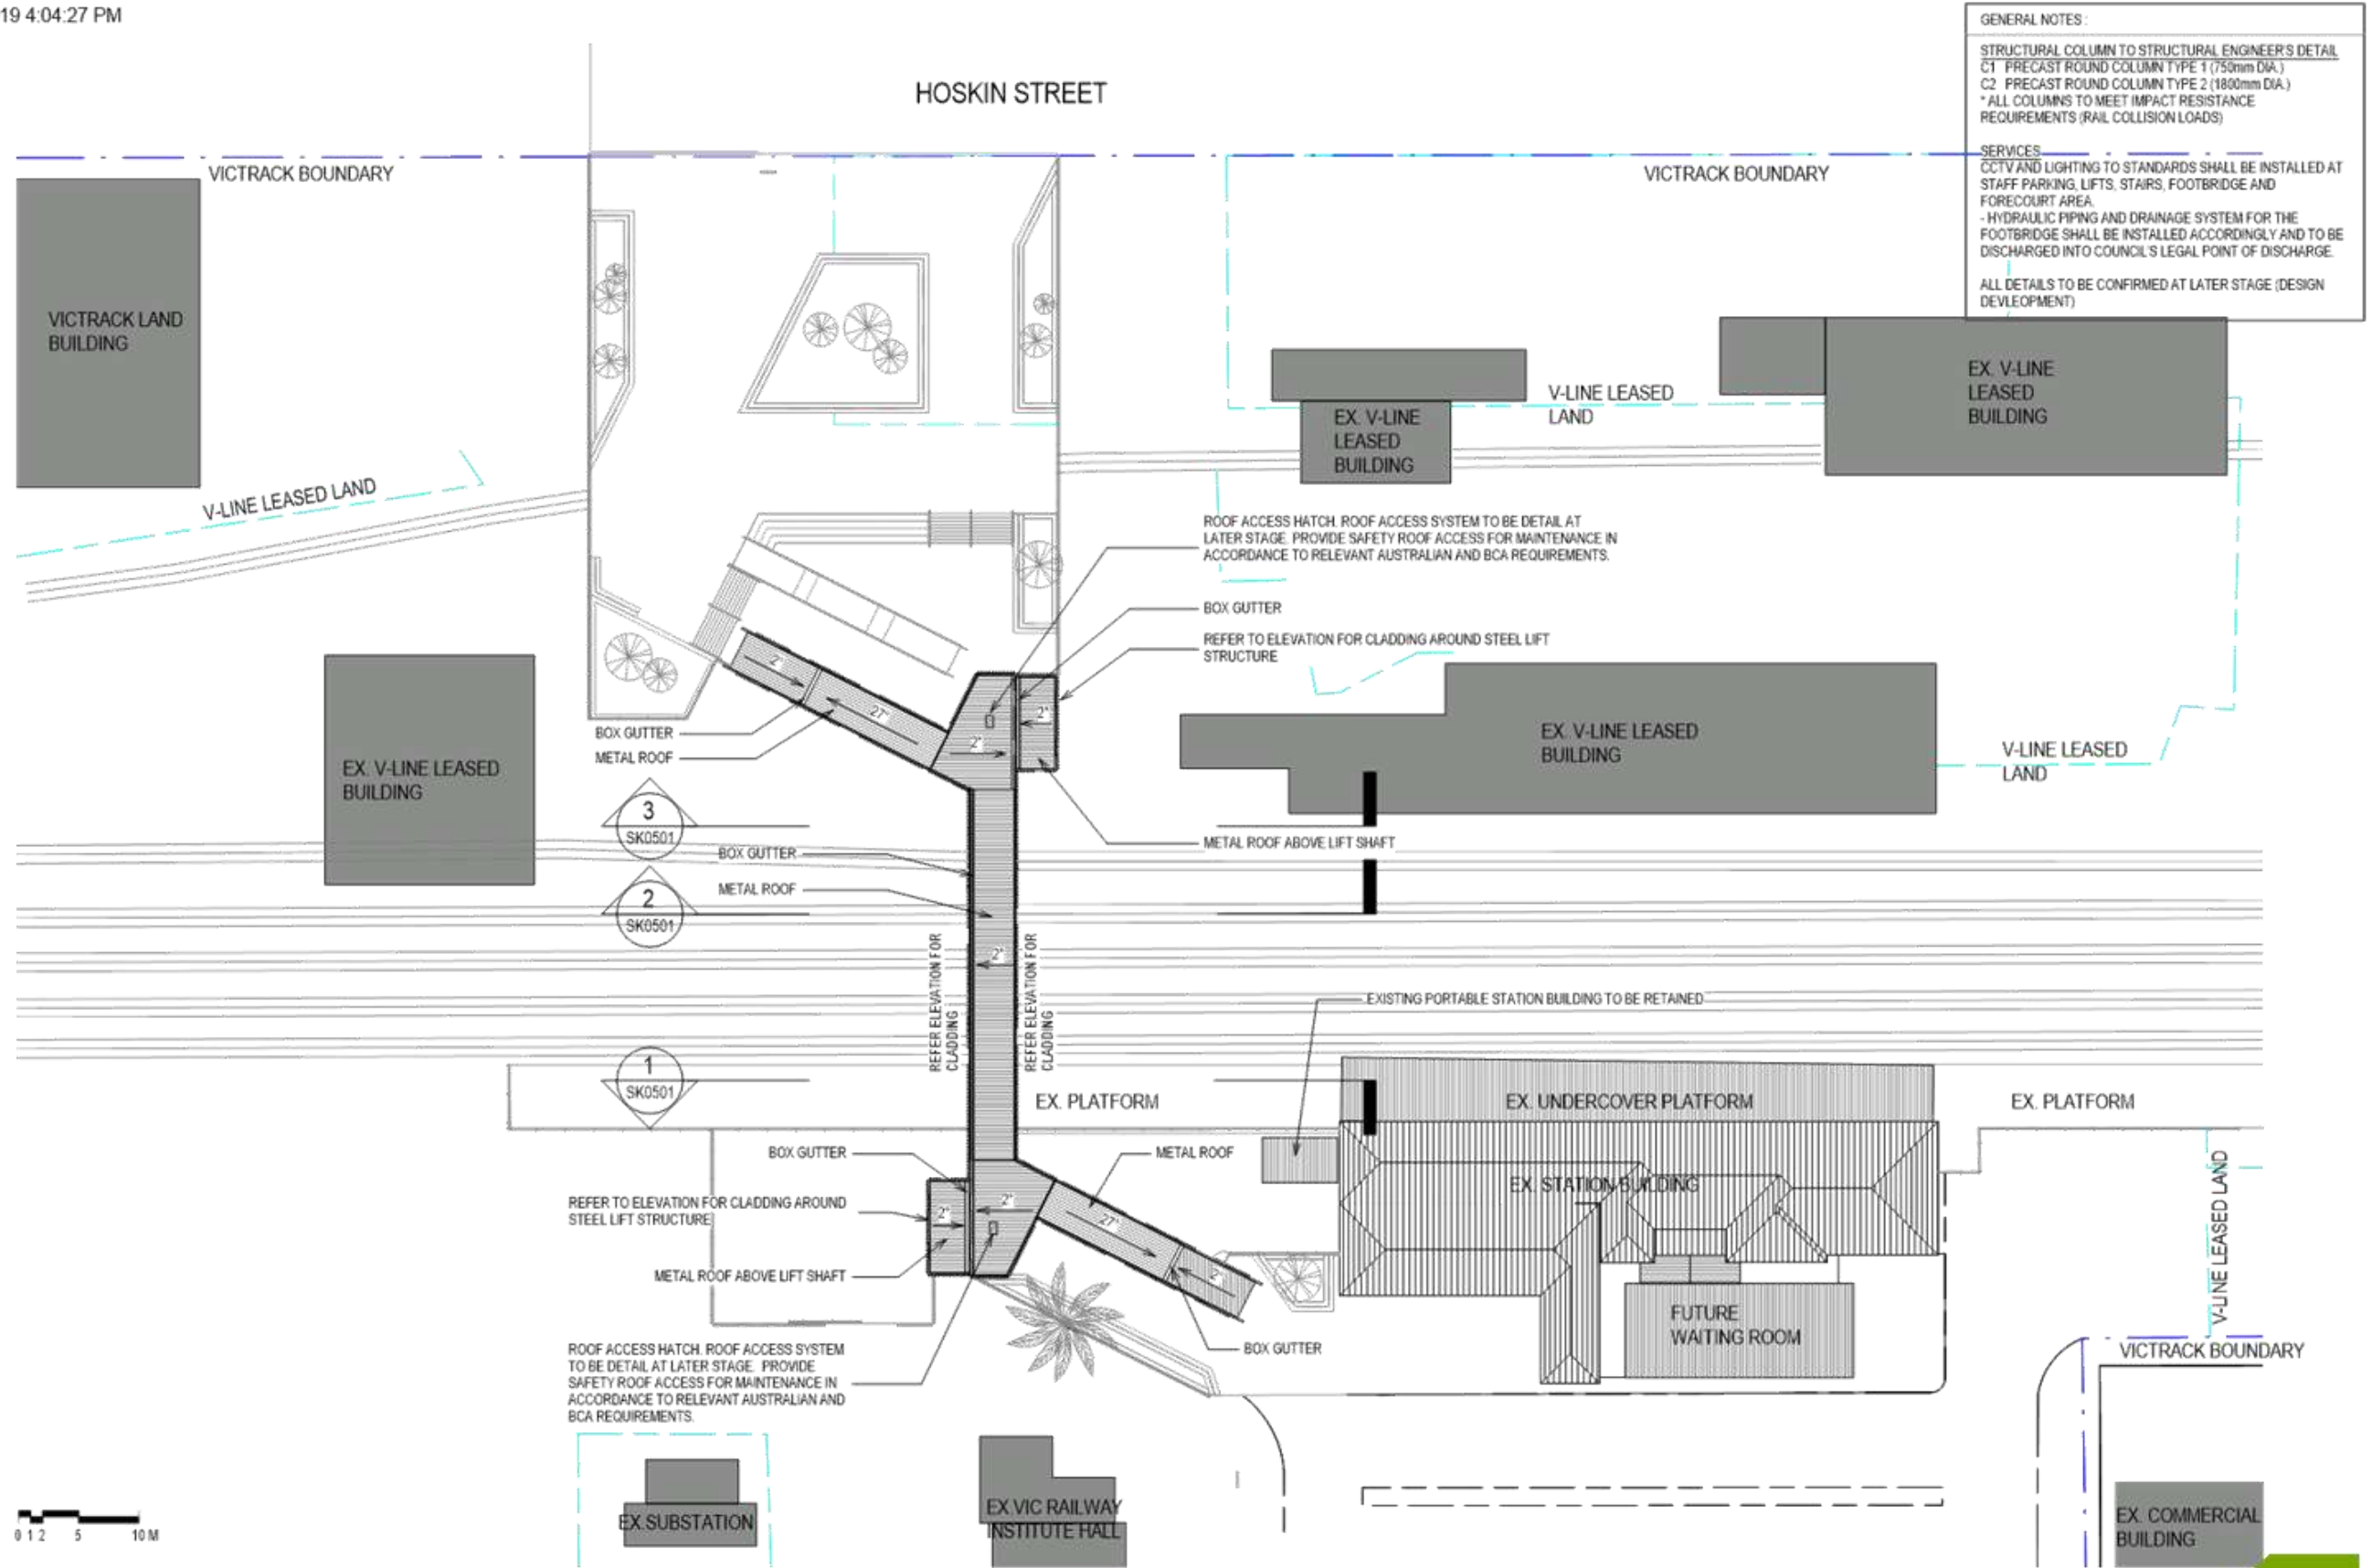 19 4:04:27 PM
HOSKIN STREET
GENERAL NOTES :
STRUCTURAL COLUMN TO STRUCTURAL ENGINEER'S DETAIL
C1 PRECAST ROUND COLUMN TYPE 1 (750mm DIA.)
C2 PRECAST ROUND COLUMN TYPE 2 (1800mm DIA.)
* ALL COLUMNS TO MEET IMPACT RESISTANCE
REQUIREMENTS (RAIL COLLISION LOADS)
SERVICES
CCTV AND LIGHTING TO STANDARDS SHALL BE INSTALLED AT
STAFF PARKING, LIFTS, STAIRS, FOOTBRIDGE AND
FORECOURT AREA.
- HYDRAULIC PIPING AND DRAINAGE SYSTEM FOR THE
FOOTBRIDGE SHALL BE INSTALLED ACCORDINGLY AND TO BE
DISCHARGED INTO COUNCIL'S LEGAL POINT OF DISCHARGE.
ALL DETAILS TO BE CONFIRMED AT LATER STAGE (DESIGN
DEVLEOPMENT)
VICTRACK BOUNDARY
VICTRACK BOUNDARY
VICTRACK LAND
BUILDING
EX. V-LINE
LEASED
BUILDING
V-LINE LEASED
LAND
EX. V-LINE
LEASED
BUILDING
V-LINE LEASED LAND
ROOF ACCESS HATCH. ROOF ACCESS SYSTEM TO BE DETAIL AT
LATER STAGE. PROVIDE SAFETY ROOF ACCESS FOR MAINTENANCE IN
ACCORDANCE TO RELEVANT AUSTRALIAN AND BCA REQUIREMENTS.
BOX GUTTER
REFER TO ELEVATION FOR CLADDING AROUND STEEL LIFT
STRUCTURE
2°
27°
2°
2°
BOX GUTTER
METAL ROOF
EX. V-LINE LEASED
BUILDING
EX. V-LINE LEASED
BUILDING
V-LINE LEASED
LAND
3
SK0501
METAL ROOF ABOVE LIFT SHAFT
BOX GUTTER
METAL ROOF
2
SK0501
REFER ELEVATION FOR
CLADDING
2°
REFER ELEVATION FOR
CLADDING
EXISTING PORTABLE STATION BUILDING TO BE RETAINED
1
SK0501
EX. PLATFORM
EX. UNDERCOVER PLATFORM
EX. PLATFORM
BOX GUTTER
METAL ROOF
EX. STATION BUILDING
REFER TO ELEVATION FOR CLADDING AROUND
STEEL LIFT STRUCTURE
2°
2°
27°
2°
METAL ROOF ABOVE LIFT SHAFT
V-LINE LEASED LAND
FUTURE
WAITING ROOM
BOX GUTTER
VICTRACK BOUNDARY
ROOF ACCESS HATCH. ROOF ACCESS SYSTEM
TO BE DETAIL AT LATER STAGE. PROVIDE
SAFETY ROOF ACCESS FOR MAINTENANCE IN
ACCORDANCE TO RELEVANT AUSTRALIAN AND
BCA REQUIREMENTS.
EX.SUBSTATION
EX.VIC RAILWAY
INSTITUTE HALL
EX. COMMERCIAL
BUILDING
0 1 2 5 10 M